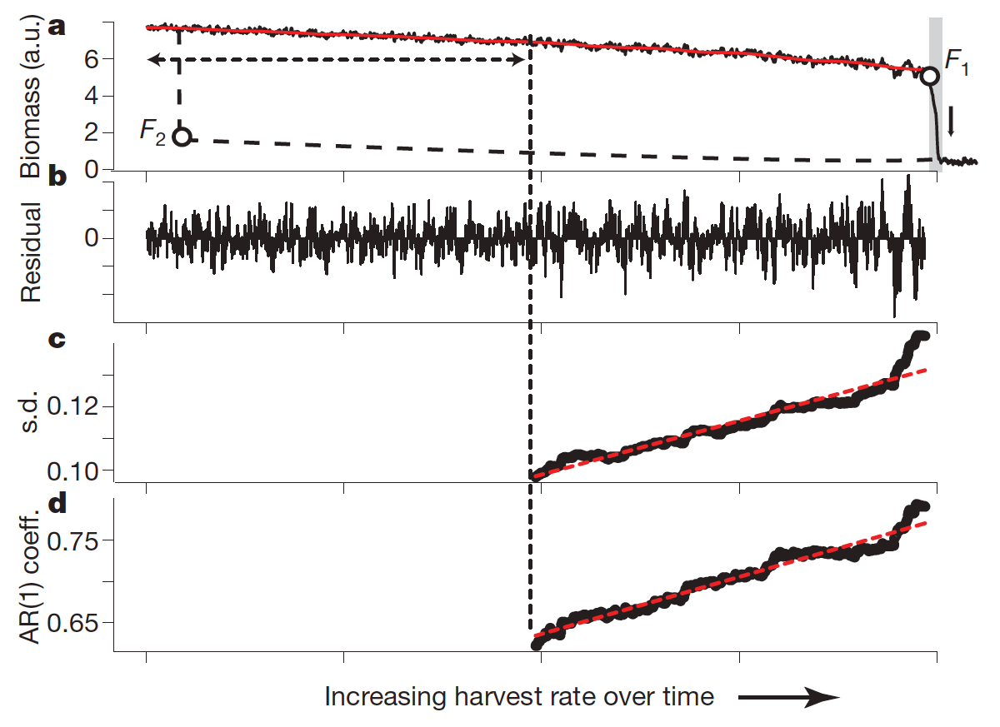 a
Biomass (a.u.)
6
4
2
0
F1
F2
b
Residual
0
c
s.d.
0.12
0.10
d
AR(1) coeff.
0.75
0.65
Increasing harvest rate over time